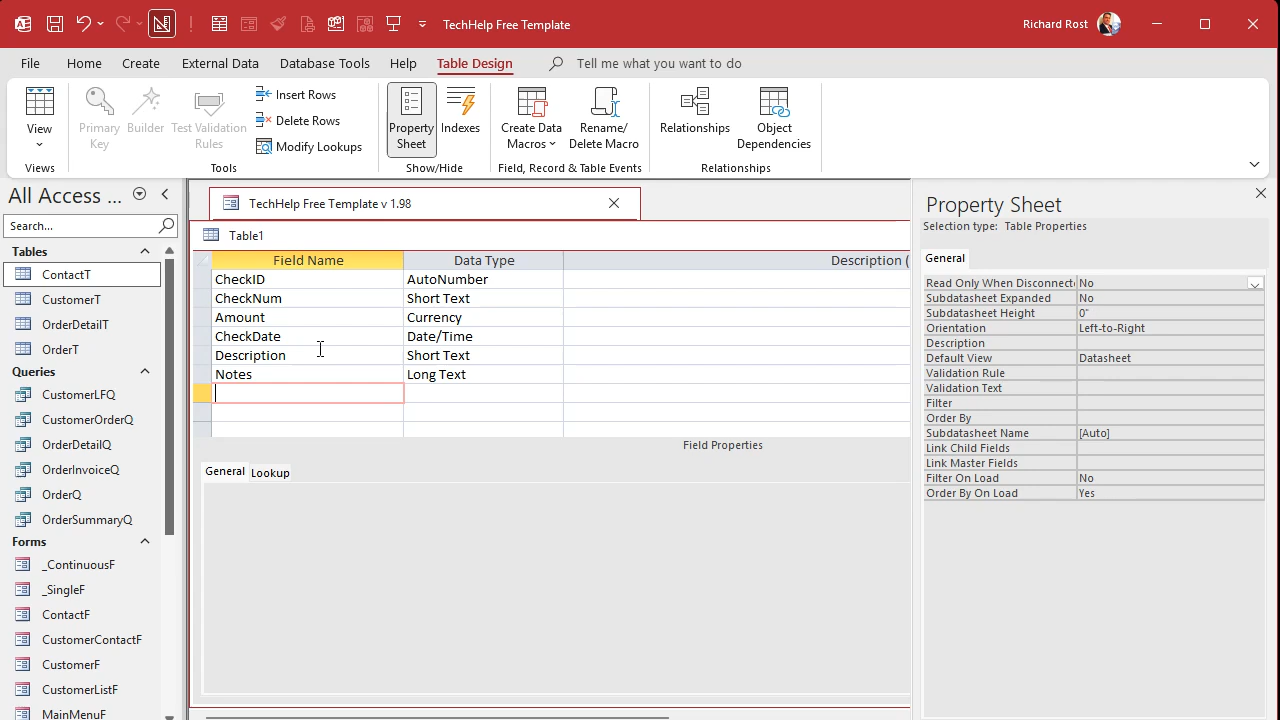 TechHelp Free Template
Richard Rost
File Home Create External Data Database Tools Help Table Design Tell me what you want to do
View
Views
Primary Key
Builder
Test Validation Rules
Insert Rows
Delete Rows
Modify Lookups
Tools
Property Sheet
Indexes
Show/Hide
Create Data Macros
Rename/ Delete Macro
Field, Record & Table Events
Relationships
Object Dependencies
Relationships
All Access ...
Search...
Tables
ContactT
CustomerT
OrderDetailT
OrderT
Queries
CustomerLFQ
CustomerOrderQ
OrderDetailQ
OrderInvoiceQ
OrderQ
OrderSummaryQ
Forms
_ContinuousF
_SingleF
ContactF
CustomerContactF
CustomerF
CustomerListF
MainMenuF
TechHelp Free Template v 1.98
Table1
Field Name Data Type Description (
CheckID AutoNumber
CheckNum Short Text
Amount Currency
CheckDate Date/Time
Description Short Text
Notes Long Text
Field Properties
General Lookup
Property Sheet
Selection type: Table Properties
General
Read Only When Disconnect No
Subdatasheet Expanded No
Subdatasheet Height 0"
Orientation Left-to-Right
Description
Default View Datasheet
Validation Rule
Validation Text
Filter
Order By
Subdatasheet Name [Auto]
Link Child Fields
Link Master Fields
Filter On Load No
Order By On Load Yes